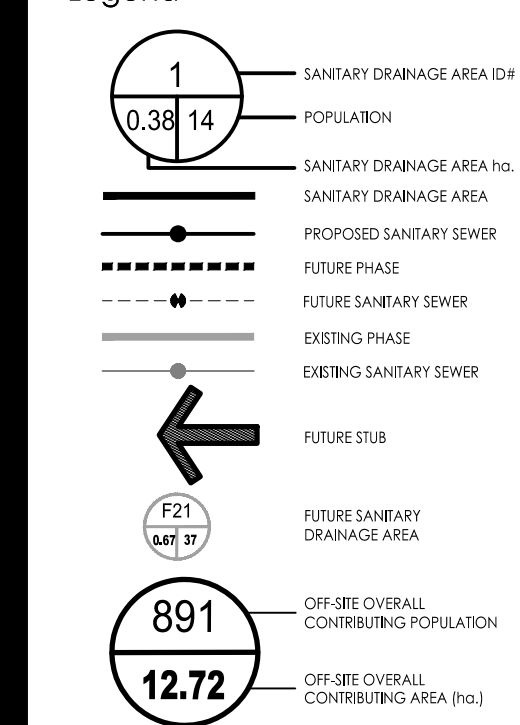 Legend
1
SANITARY DRAINAGE AREA ID#
0.38 14
POPULATION
SANITARY DRAINAGE AREA ha.
SANITARY DRAINAGE AREA
PROPOSED SANITARY SEWER
FUTURE PHASE
FUTURE SANITARY SEWER
EXISTING PHASE
EXISTING SANITARY SEWER
FUTURE STUB
F21
0.67 37
FUTURE SANITARY
DRAINAGE AREA
891
OFF-SITE OVERALL
CONTRIBUTING POPULATION
12.72
OFF-SITE OVERALL
CONTRIBUTING AREA (ha.)